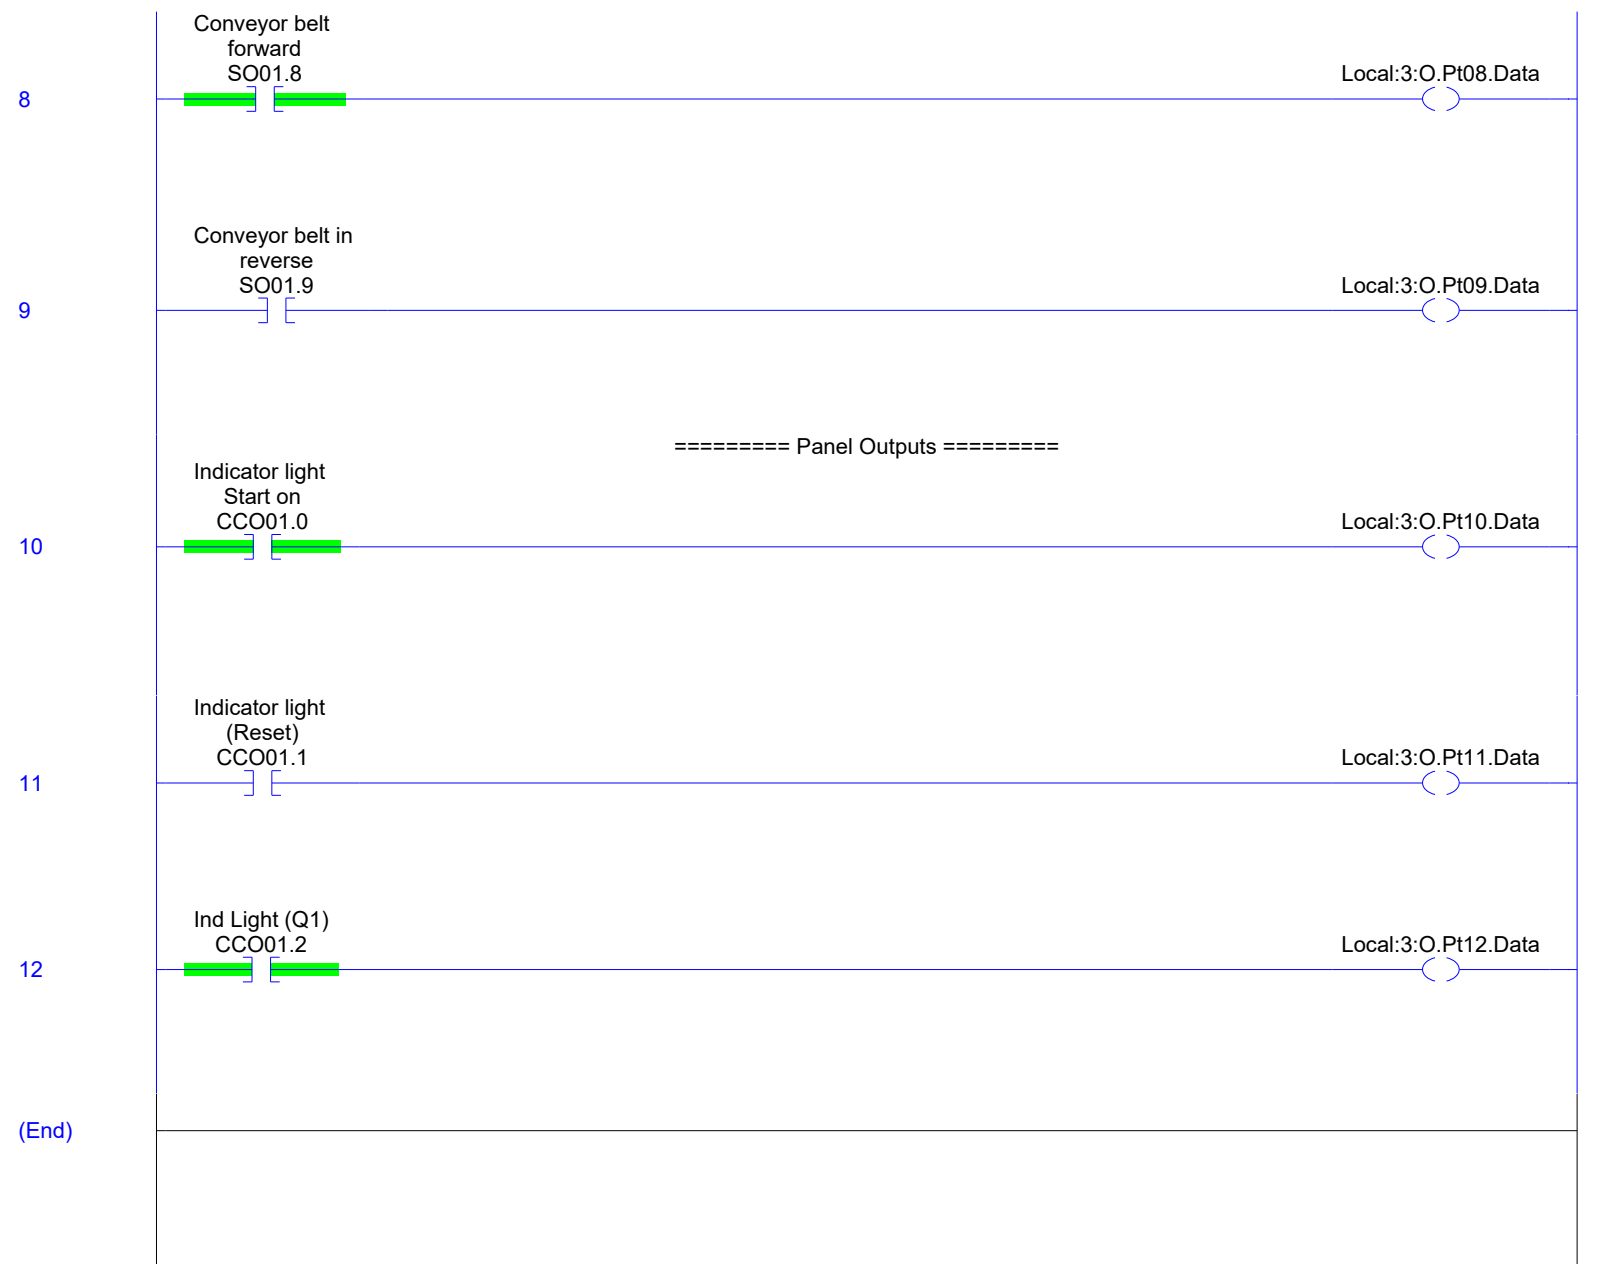 Conveyor belt
forward
SO01.8
Local:3:O.Pt08.Data
8
Conveyor belt in
reverse
SO01.9
Local:3:O.Pt09.Data
9
========= Panel Outputs =========
Indicator light
Start on
CCO01.0
Local:3:O.Pt10.Data
10
Indicator light
(Reset)
CCO01.1
Local:3:O.Pt11.Data
11
Ind Light (Q1)
CCO01.2
Local:3:O.Pt12.Data
12
(End)